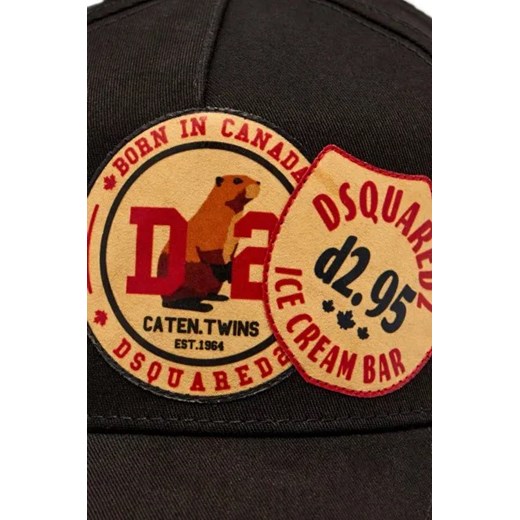 BORN IN CANADA
D2
CATEN.TWINS
EST.1964
DSQUARED2
DSQUARED2
d2.95
ICE CREAM BAR